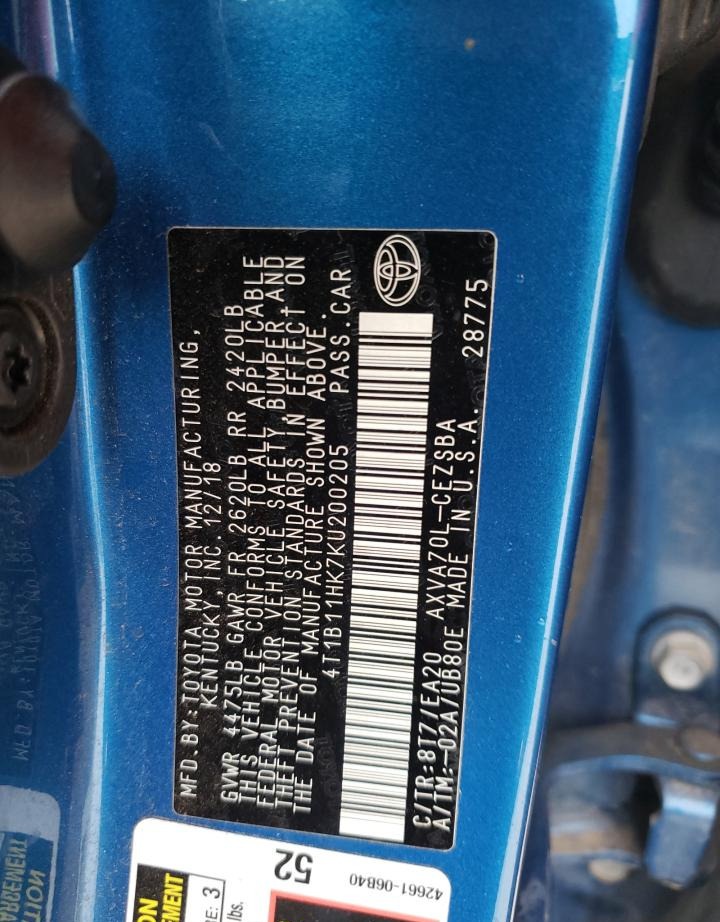 MFD BY:TOYOTA MOTOR MANUFACTURING,
KENTUCKY, INC. 12/18
GVWR 4475LB GAWR FR 2620LB RR 2420LB
THIS VEHICLE CONFORMS TO ALL APPLICABLE
FEDERAL MOTOR VEHICLE SAFETY, BUMPER,AND
THEFT PREVENTION STANDARDS IN EFFECT ON
THE DATE OF MANUFACTURE SHOWN ABOVE.
4T1B11HK7KU200205 PASS.CAR
C/TR:8T7/EA20 AXVA70L-CEZSBA
A/TM:-02A/UB80E MADE IN U.S.A. 28775
52
42661-06B40
3
lbs.